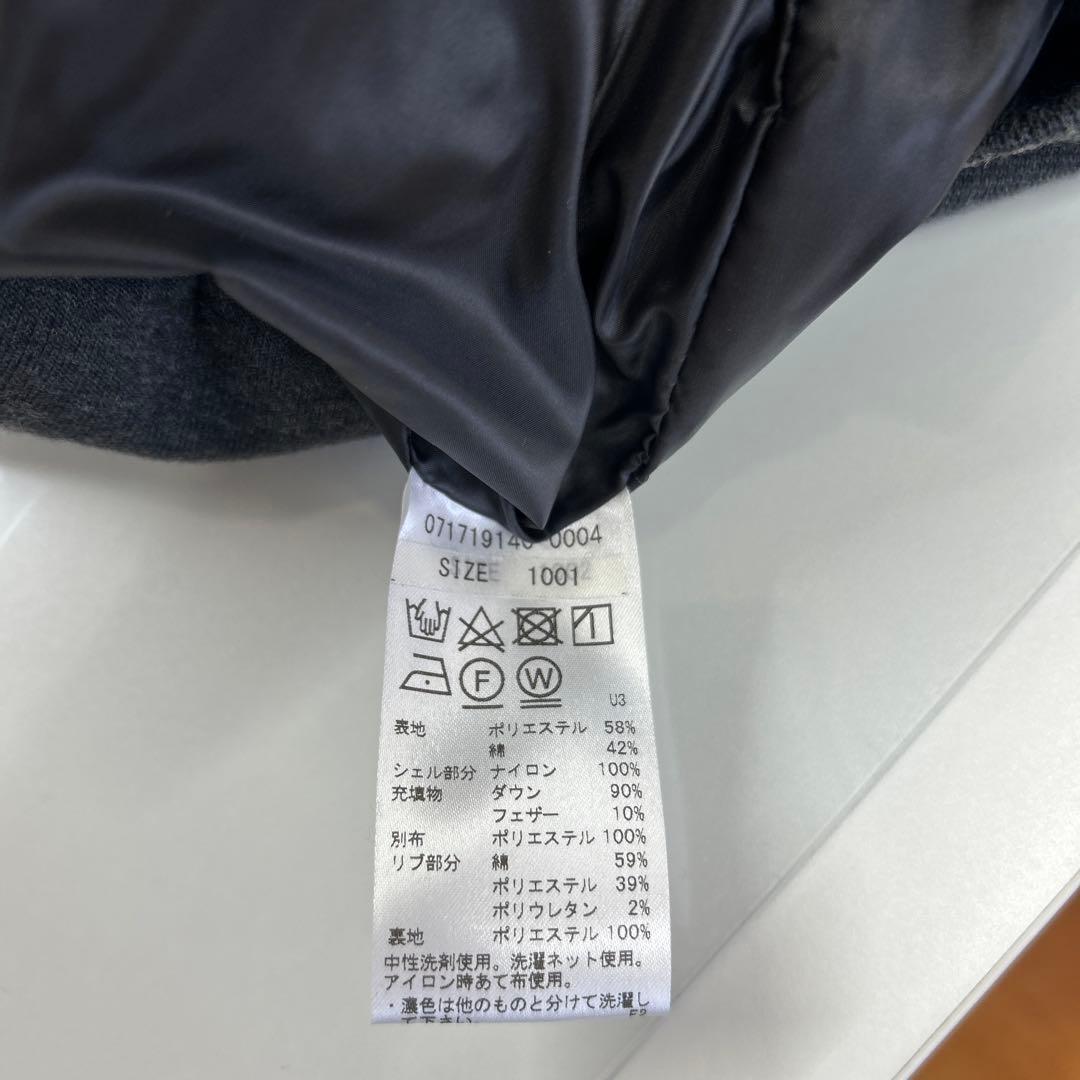 071719140 0004
SIZE 1001
F W
U3
表地 ポリエステル 58%
綿 42%
シェル部分 ナイロン 100%
充填物 ダウン 90%
フェザー 10%
別布 ポリエステル 100%
リブ部分 綿 59%
ポリエステル 39%
ポリウレタン 2%
裏地 ポリエステル 100%
中性洗剤使用。洗濯ネット使用。
アイロン時あて布使用。
・濃色は他のものと分けて洗濯し
て下さい。